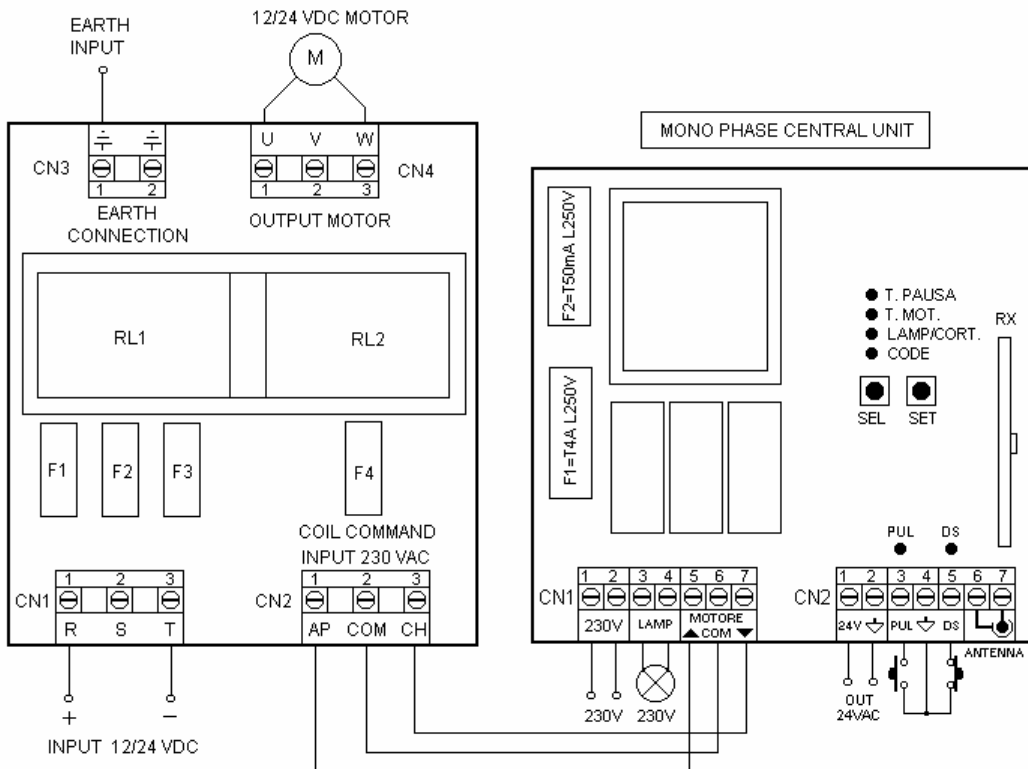 EARTH
INPUT
12/24 VDC MOTOR
M
U V W
CN3
CN4
1 2
1 2 3
EARTH
CONNECTION
OUTPUT MOTOR
RL1
RL2
F1
F2
F3
F4
COIL COMMAND
INPUT 230 VAC
1 2 3
1 2 3
CN1
CN2
R S T
AP COM CH
+ −
INPUT 12/24 VDC
MONO PHASE CENTRAL UNIT
F2=T50mA L250V
F1=T4A L250V
T. PAUSA
T. MOT.
LAMP/CORT.
CODE
RX
SEL
SET
PUL
DS
1 2 3 4 5 6 7
CN1
230V
LAMP
MOTORE
COM
230V
230V
1 2 3 4 5 6 7
CN2
24V
PUL
DS
ANTENNA
OUT
24VAC